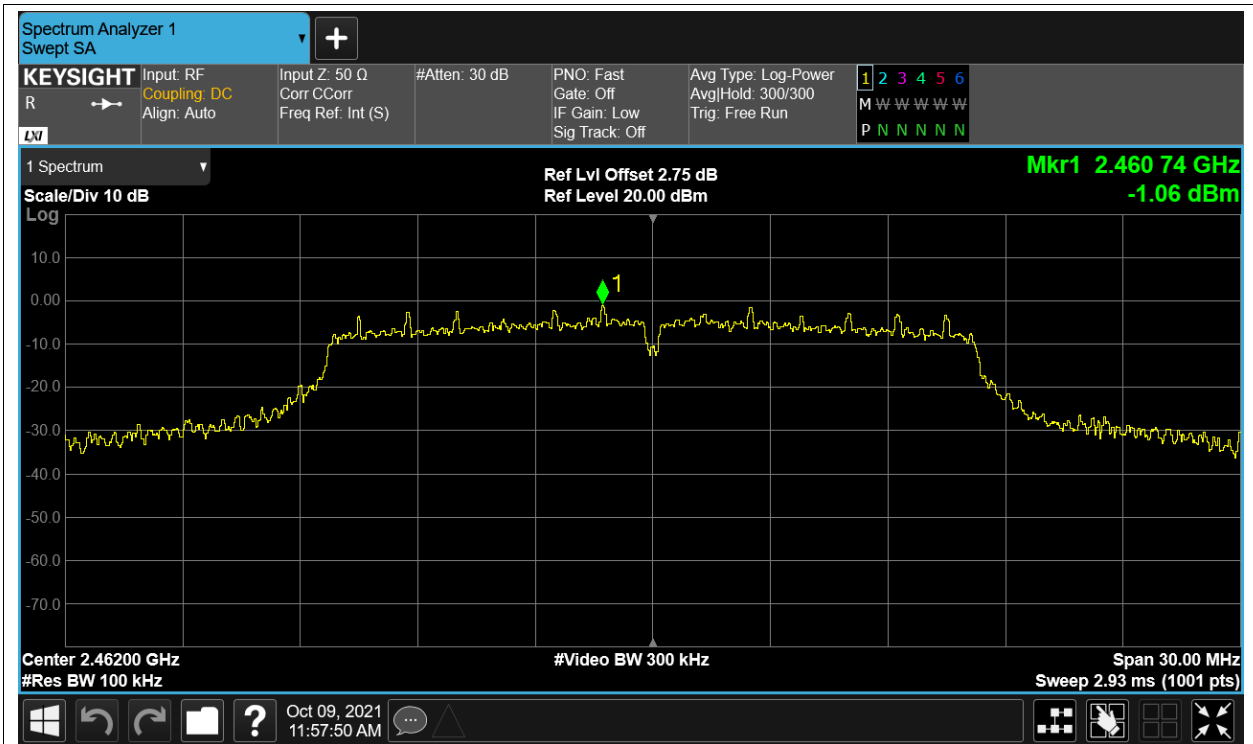 Spectrum Analyzer 1
Swept SA
KEYSIGHT
R
LXI
Input: RF
Coupling: DC
Align: Auto
Input Z: 50 Ω
Corr CCorr
Freq Ref: Int (S)
#Atten: 30 dB
PNO: Fast
Gate: Off
IF Gain: Low
Sig Track: Off
Avg Type: Log-Power
Avg|Hold: 300/300
Trig: Free Run
1 2 3 4 5 6
M W W W W W
P N N N N N
1 Spectrum
Scale/Div 10 dB
Log
Ref Lvl Offset 2.75 dB
Ref Level 20.00 dBm
Mkr1 2.460 74 GHz
-1.06 dBm
1
10.0
0.00
-10.0
-20.0
-30.0
-40.0
-50.0
-60.0
-70.0
Center 2.46200 GHz
#Res BW 100 kHz
#Video BW 300 kHz
Span 30.00 MHz
Sweep 2.93 ms (1001 pts)
?
Oct 09, 2021
11:57:50 AM